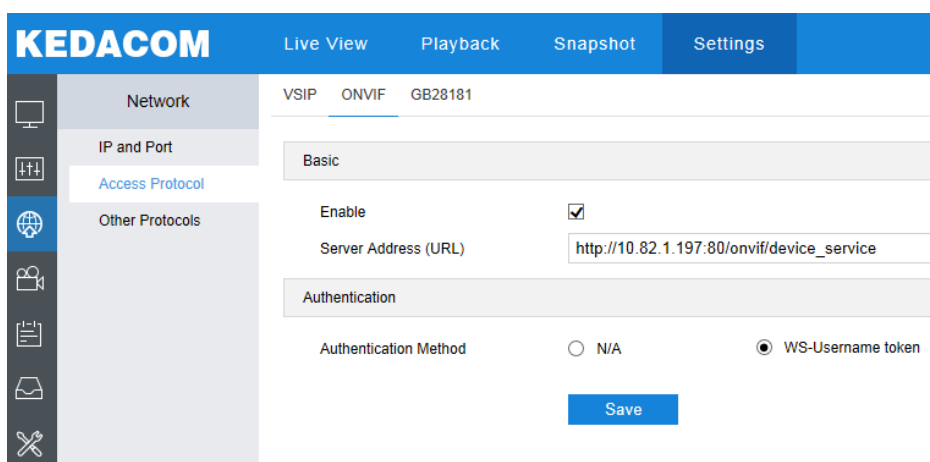 KEDACOM Live View Playback Snapshot Settings
Network
IP and Port
Access Protocol
Other Protocols
VSIP ONVIF GB28181
Basic
Enable
Server Address (URL) http://10.82.1.197:80/onvif/device_service
Authentication
Authentication Method N/A WS-Username token
Save